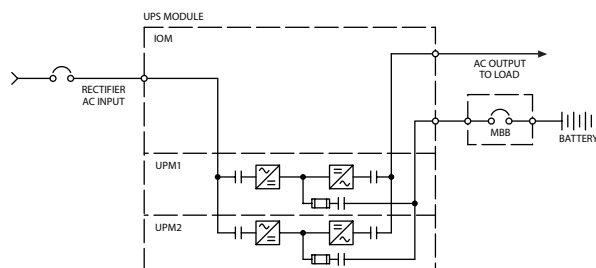 UPS MODULE
IOM
RECTIFIER
AC INPUT
AC OUTPUT
TO LOAD
MBB
BATTERY
UPM1
UPM2